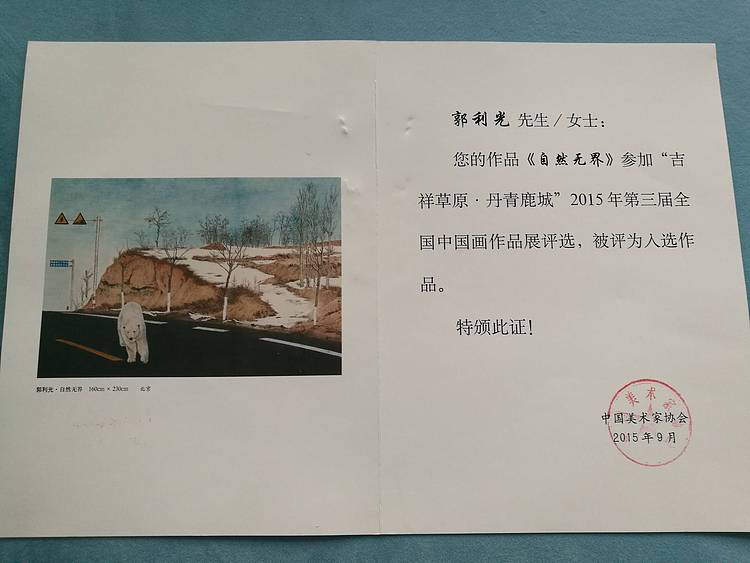 郭利光·自然无界 160cm×230cm 北京
郭利光 先生/女士：
您的作品《自然无界》参加“吉
祥草原·丹青鹿城”2015年第三届全
国中国画作品展评选，被评为入选作
品。
特颁此证！
美术
中国美术家协会
2015年9月